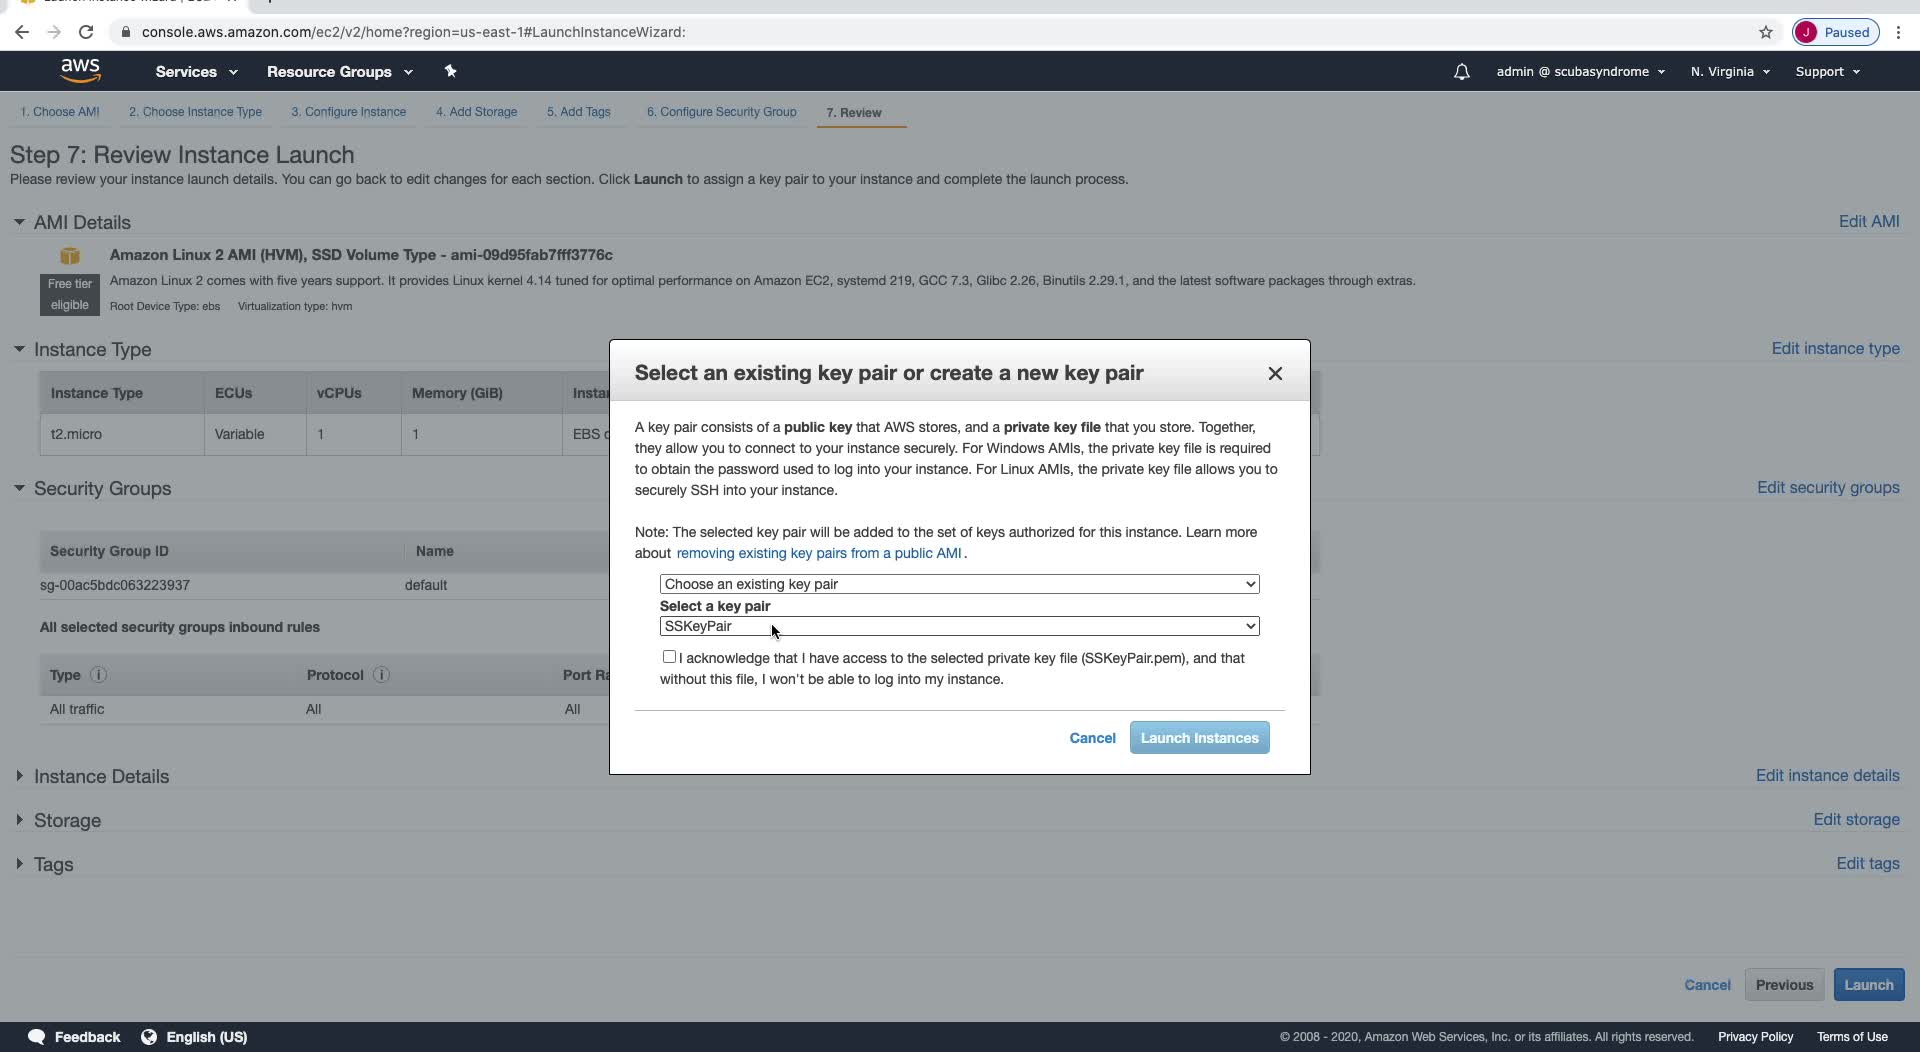 console.aws.amazon.com/ec2/v2/home?region=us-east-1#LaunchInstanceWizard:
J Paused
aws Services Resource Groups admin @ scubasyndrome N. Virginia Support
1. Choose AMI 2. Choose Instance Type 3. Configure Instance 4. Add Storage 5. Add Tags 6. Configure Security Group 7. Review
Step 7: Review Instance Launch
Please review your instance launch details. You can go back to edit changes for each section. Click Launch to assign a key pair to your instance and complete the launch process.
AMI Details Edit AMI
Amazon Linux 2 AMI (HVM), SSD Volume Type - ami-09d95fab7fff3776c
Free tier eligible
Amazon Linux 2 comes with five years support. It provides Linux kernel 4.14 tuned for optimal performance on Amazon EC2, systemd 219, GCC 7.3, Glibc 2.26, Binutils 2.29.1, and the latest software packages through extras.
Root Device Type: ebs Virtualization type: hvm
Instance Type Edit instance type
Instance Type ECUs vCPUs Memory (GiB) Insta
t2.micro Variable 1 1 EBS
Security Groups Edit security groups
Security Group ID Name
sg-00ac5bdc063223937 default
All selected security groups inbound rules
Type Protocol Port Ra
All traffic All All
Select an existing key pair or create a new key pair
A key pair consists of a public key that AWS stores, and a private key file that you store. Together,
they allow you to connect to your instance securely. For Windows AMIs, the private key file is required
to obtain the password used to log into your instance. For Linux AMIs, the private key file allows you to
securely SSH into your instance.
Note: The selected key pair will be added to the set of keys authorized for this instance. Learn more
about removing existing key pairs from a public AMI .
Choose an existing key pair
Select a key pair
SSKeyPair
I acknowledge that I have access to the selected private key file (SSKeyPair.pem), and that
without this file, I won't be able to log into my instance.
Cancel Launch Instances
Instance Details Edit instance details
Storage Edit storage
Tags Edit tags
Cancel Previous Launch
Feedback English (US) © 2008 - 2020, Amazon Web Services, Inc. or its affiliates. All rights reserved. Privacy Policy Terms of Use